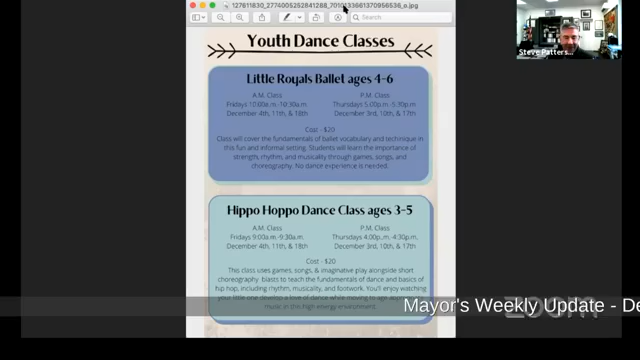 127611830_2774005262841288_7010133661370956536_o.jpg
Search
Steve Patters...
Youth Dance Classes
Little Royals Ballet ages 4-6
A.M. Class
Fridays 10:00a.m.-10:30a.m.
December 4th, 11th, & 18th
P.M. Class
Thursdays 5:00p.m.-5:30p.m.
December 3rd, 10th, & 17th
Cost - $20
Class will cover the fundamentals of ballet vocabulary and technique in
this fun and informal setting. Students will learn the importance of
strength, rhythm, and musicality through games, songs, and
choreography. No dance experience is needed.
Hippo Hoppo Dance Class ages 3-5
A.M. Class
Fridays 9:00a.m.-9:30a.m.
December 4th, 11th, & 18th
P.M. Class
Thursdays 4:00p.m.-4:30p.m.
December 3rd, 10th, & 17th
Cost - $20
This class uses games, songs, & imaginative play alongside short
choreography blasts to teach the fundamentals of dance and basics of
hip hop, including rhythm, musicality, and footwork. You'll enjoy watching
your little one develop a love of dance while moving to age
music in this high energy environment.
Mayor's Weekly Update - De
zoom